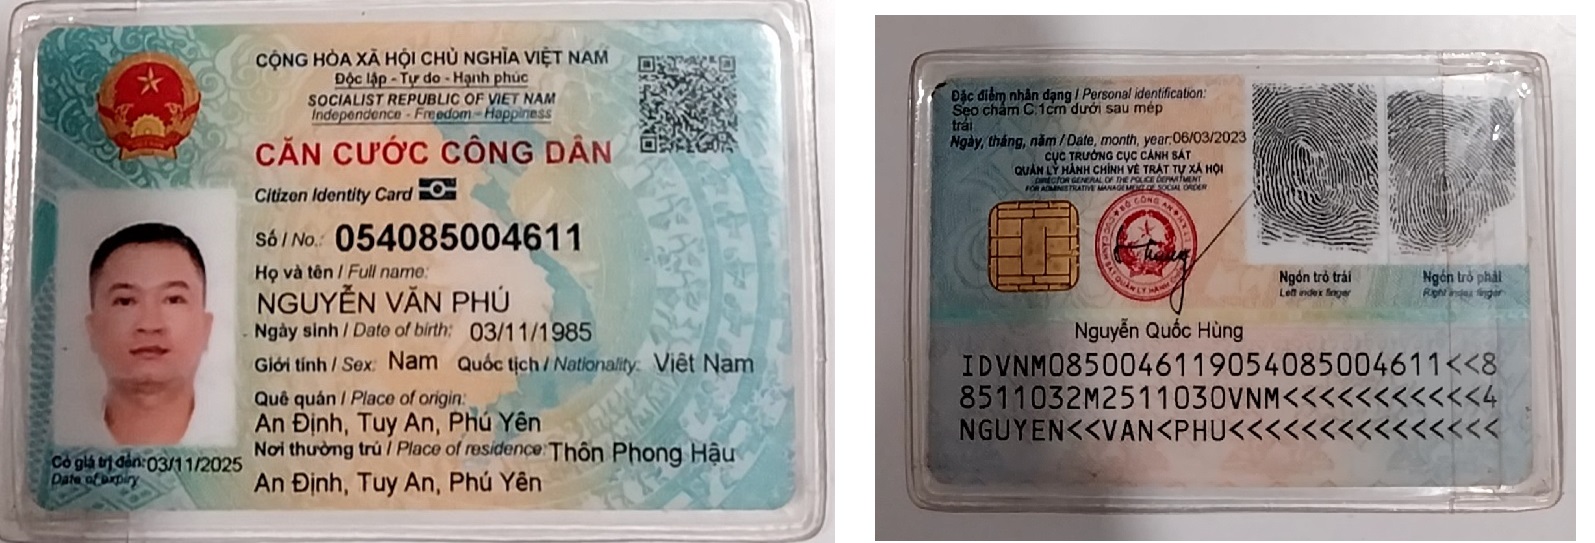 CỘNG HÒA XÃ HỘI CHỦ NGHĨA VIỆT NAM
Độc lập - Tự do - Hạnh phúc
SOCIALIST REPUBLIC OF VIET NAM
Independence - Freedom - Happiness
CĂN CƯỚC CÔNG DÂN
Citizen Identity Card
Số / No.: 054085004611
Họ và tên / Full name:
NGUYỄN VĂN PHÚ
Ngày sinh / Date of birth: 03/11/1985
Giới tính / Sex: Nam Quốc tịch / Nationality: Việt Nam
Quê quán / Place of origin:
An Định, Tuy An, Phú Yên
Nơi thường trú / Place of residence: Thôn Phong Hậu
An Định, Tuy An, Phú Yên
Có giá trị đến: 03/11/2025
Date of expiry
Đặc điểm nhân dạng / Personal identification:
Sẹo chấm C.1cm dưới sau mép
trái
Ngày, tháng, năm / Date, month, year: 06/03/2023
CỤC TRƯỞNG CỤC CẢNH SÁT
QUẢN LÝ HÀNH CHÍNH VỀ TRẬT TỰ XÃ HỘI
DIRECTOR GENERAL OF THE POLICE DEPARTMENT
FOR ADMINISTRATIVE MANAGEMENT OF SOCIAL ORDER
Ngón trỏ trái
Left index finger
Ngón trỏ phải
Right index finger
Nguyễn Quốc Hùng
IDVNM0850046119054085004611<<8
8511032M2511030VNM<<<<<<<<<<<4
NGUYEN<<VAN<PHU<<<<<<<<<<<<<<<